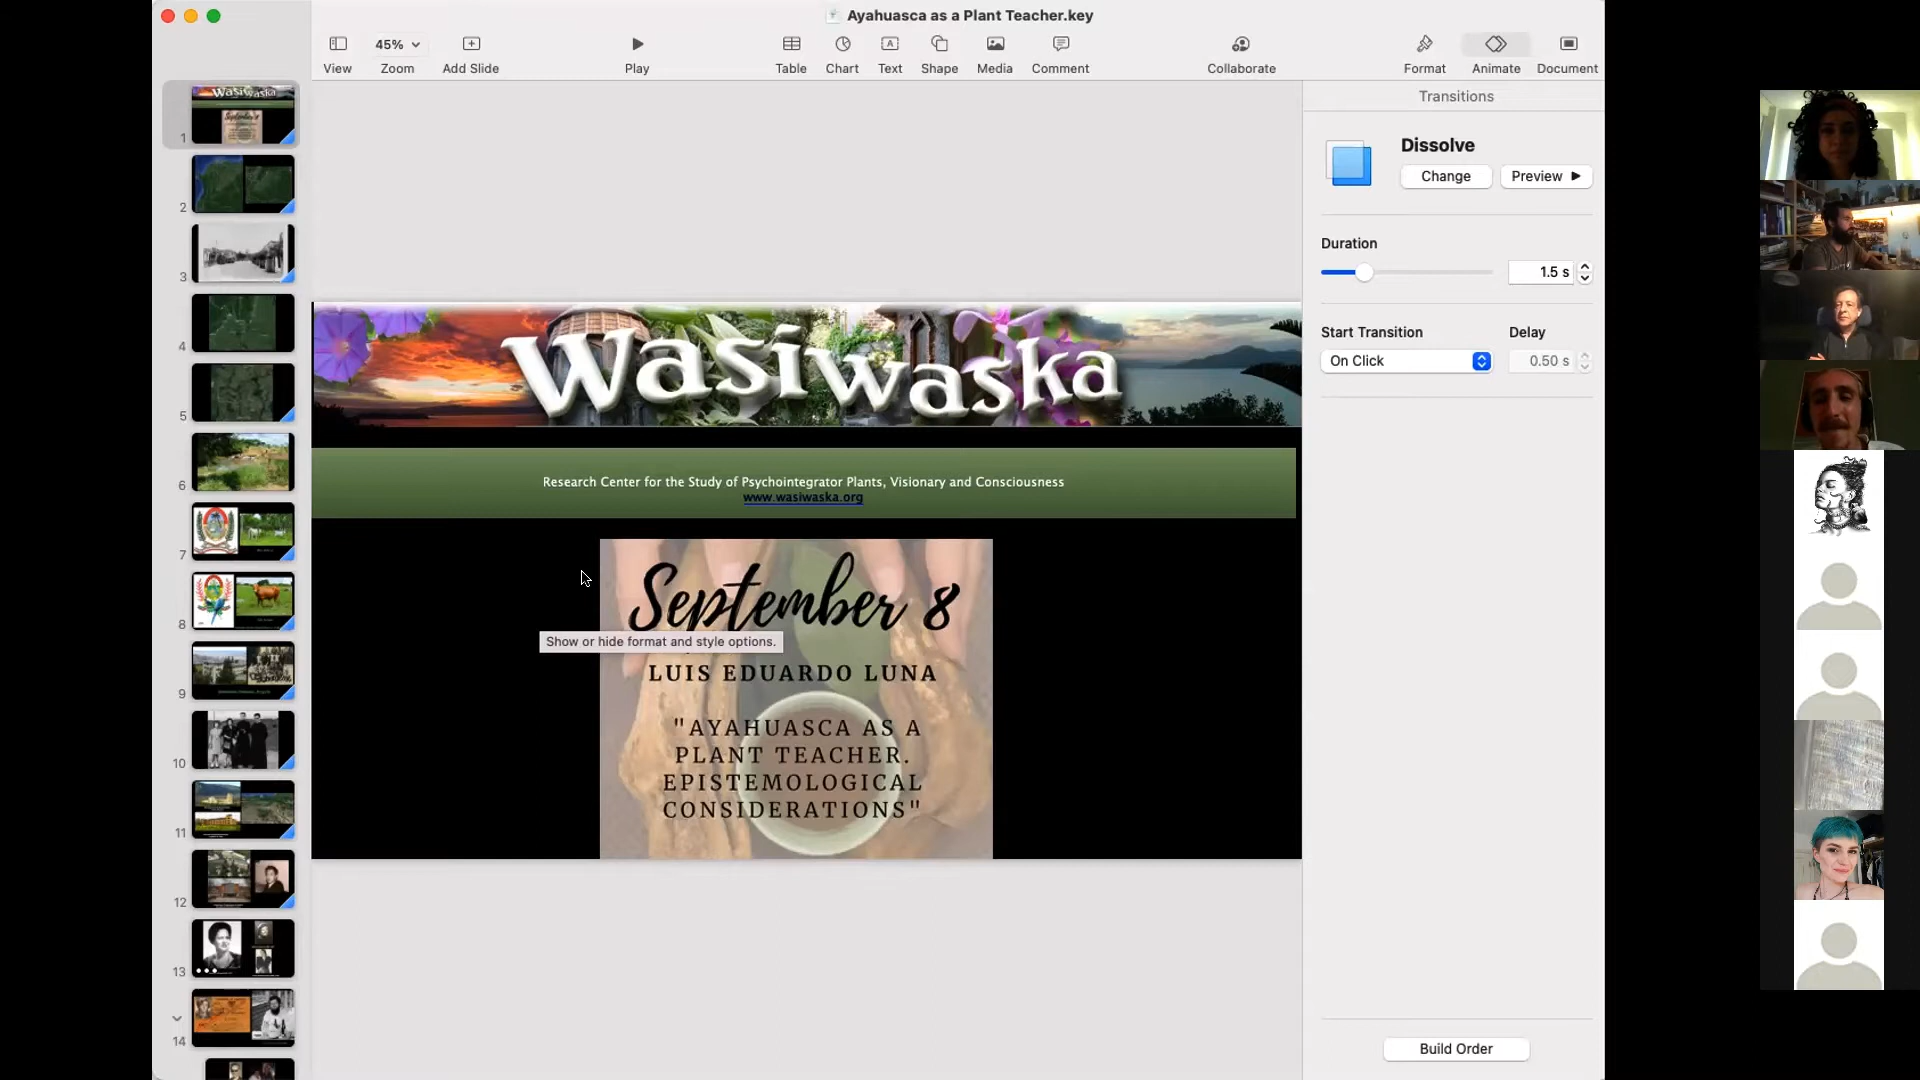 Ayahuasca as a Plant Teacher.key
45%
View
Zoom
Add Slide
Play
Table
Chart
Text
Shape
Media
Comment
Collaborate
Format
Animate
Document
Transitions
Dissolve
Change
Preview
Duration
1.5 s
Start Transition
Delay
On Click
0.50 s
Build Order
1
2
3
4
5
6
7
8
9
10
11
12
13
14
Wasiwaska
Research Center for the Study of Psychointegrator Plants, Visionary and Consciousness
www.wasiwaska.org
September 8
Show or hide format and style options.
LUIS EDUARDO LUNA
"AYAHUASCA AS A
PLANT TEACHER.
EPISTEMOLOGICAL
CONSIDERATIONS"